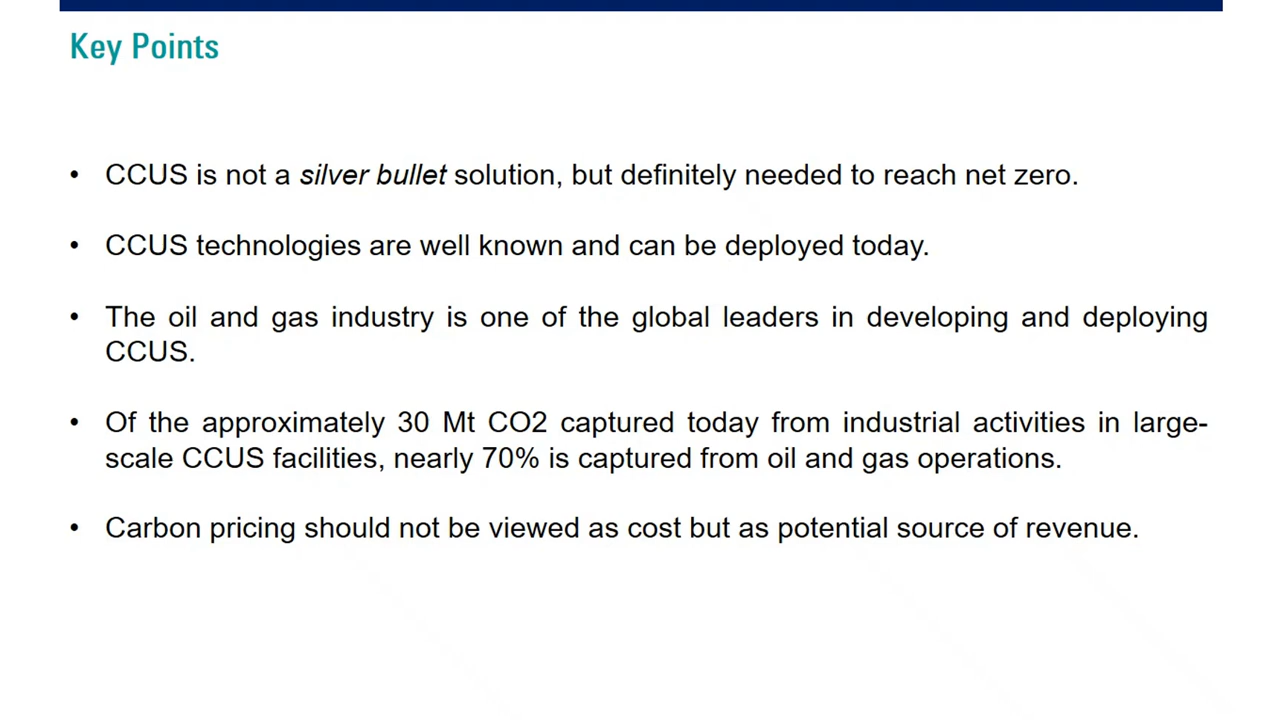 Key Points
• CCUS is not a silver bullet solution, but definitely needed to reach net zero.
• CCUS technologies are well known and can be deployed today.
• The oil and gas industry is one of the global leaders in developing and deploying
CCUS.
• Of the approximately 30 Mt CO2 captured today from industrial activities in large-
scale CCUS facilities, nearly 70% is captured from oil and gas operations.
• Carbon pricing should not be viewed as cost but as potential source of revenue.